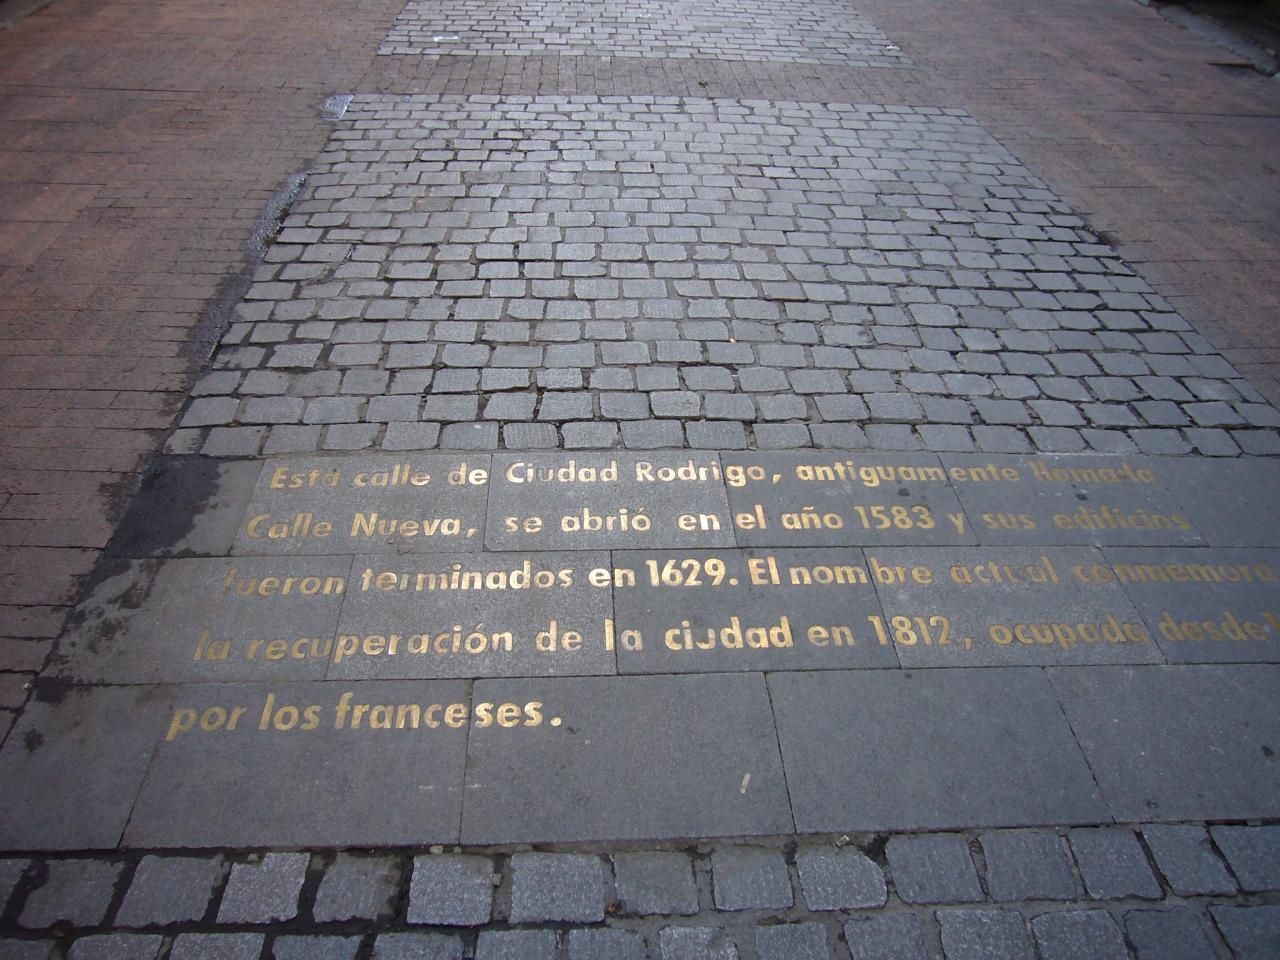 Esta calle de Ciudad Rodrigo, antiguamente llamada
Calle Nueva, se abrió en el año 1583 y sus edificios
fueron terminados en 1629. El nombre actual conmemora
la recuperación de la ciudad en 1812, ocupada desde
por los franceses.